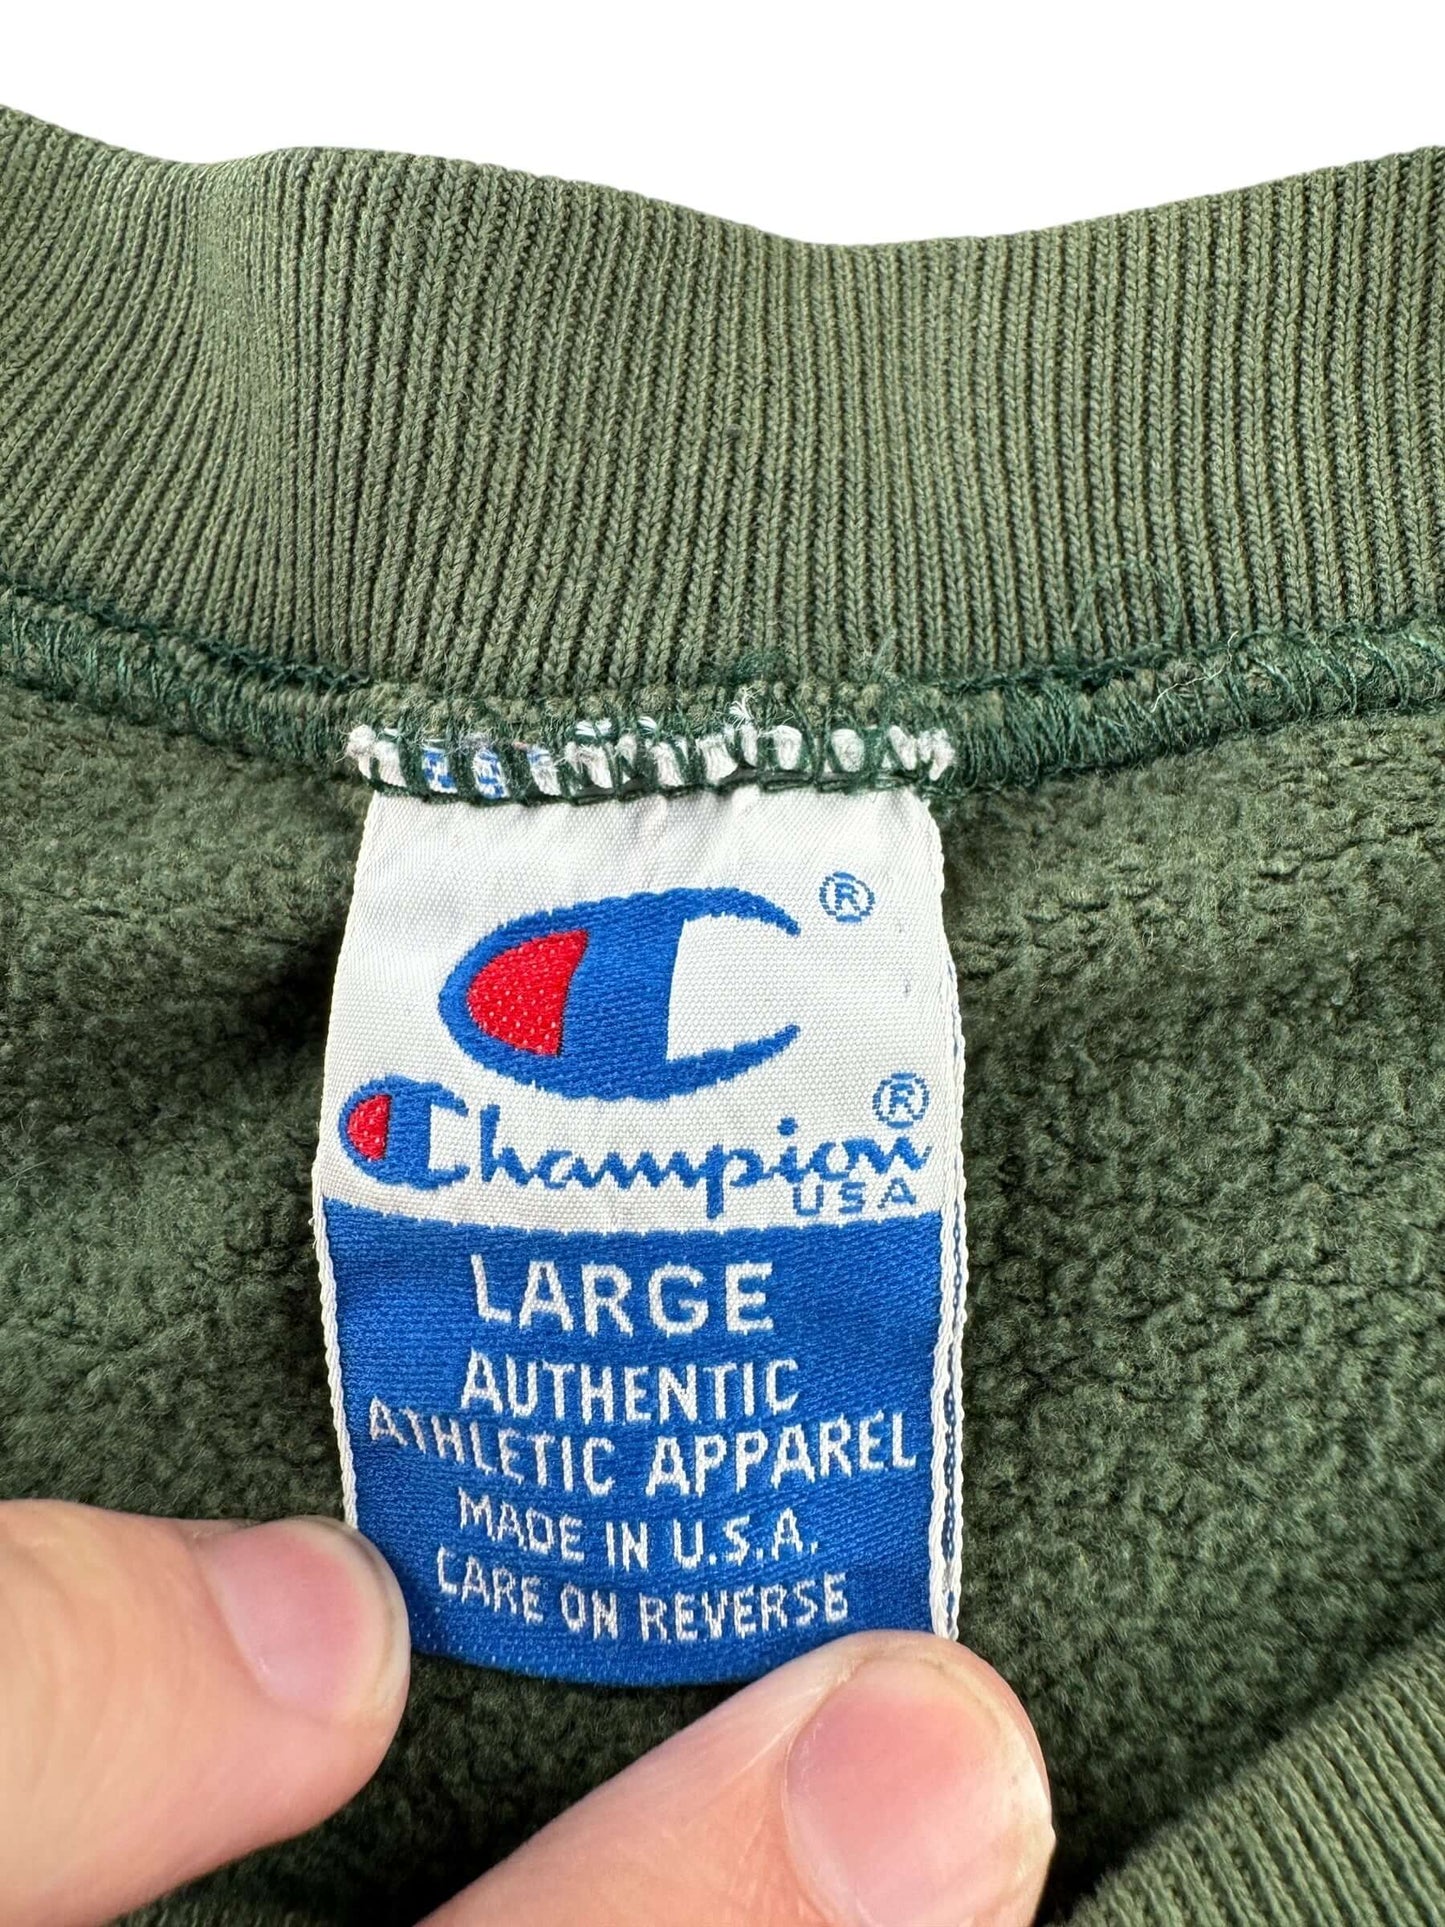 ®
Champion®
USA
LARGE
AUTHENTIC
ATHLETIC APPAREL
MADE IN U.S.A.
CARE ON REVERSE